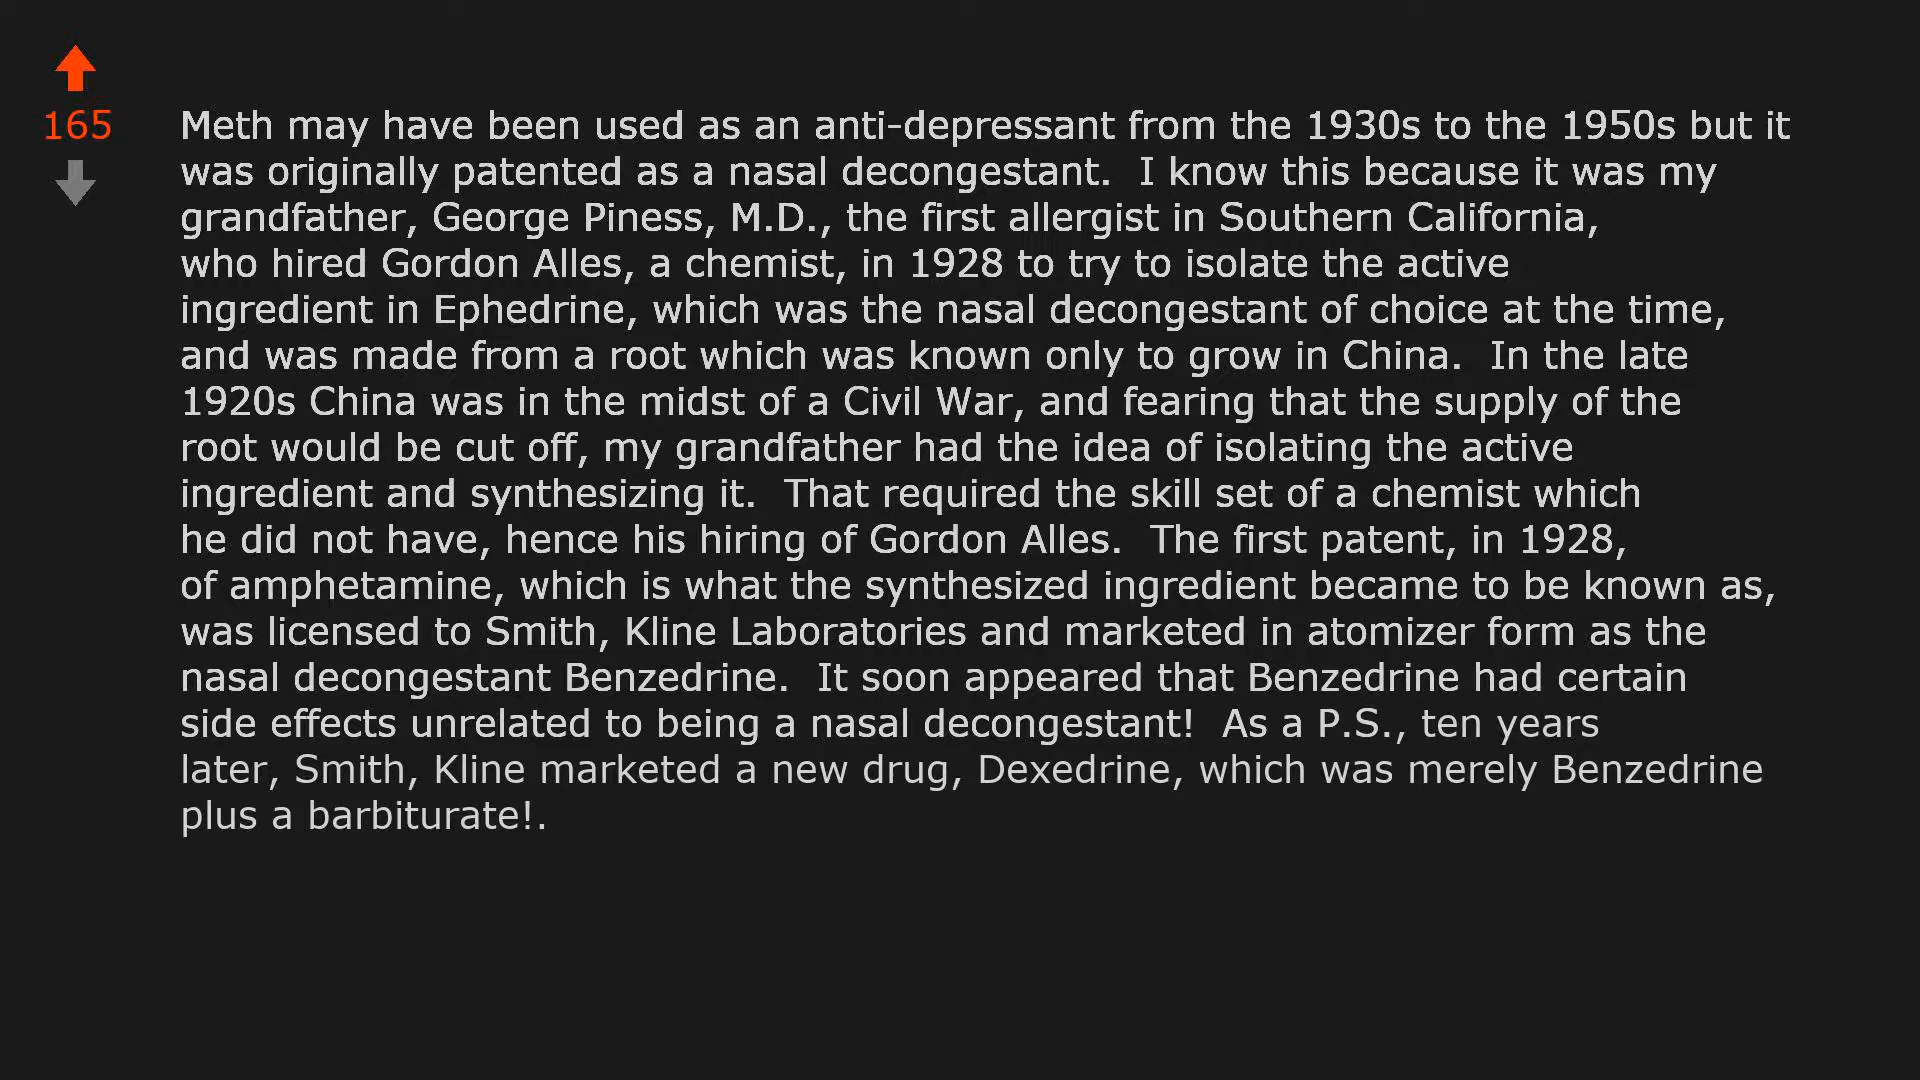 165
Meth may have been used as an anti-depressant from the 1930s to the 1950s but it
was originally patented as a nasal decongestant.  I know this because it was my
grandfather, George Piness, M.D., the first allergist in Southern California,
who hired Gordon Alles, a chemist, in 1928 to try to isolate the active
ingredient in Ephedrine, which was the nasal decongestant of choice at the time,
and was made from a root which was known only to grow in China.  In the late
1920s China was in the midst of a Civil War, and fearing that the supply of the
root would be cut off, my grandfather had the idea of isolating the active
ingredient and synthesizing it.  That required the skill set of a chemist which
he did not have, hence his hiring of Gordon Alles.  The first patent, in 1928,
of amphetamine, which is what the synthesized ingredient became to be known as,
was licensed to Smith, Kline Laboratories and marketed in atomizer form as the
nasal decongestant Benzedrine.  It soon appeared that Benzedrine had certain
side effects unrelated to being a nasal decongestant!  As a P.S., ten years
later, Smith, Kline marketed a new drug, Dexedrine, which was merely Benzedrine
plus a barbiturate!.